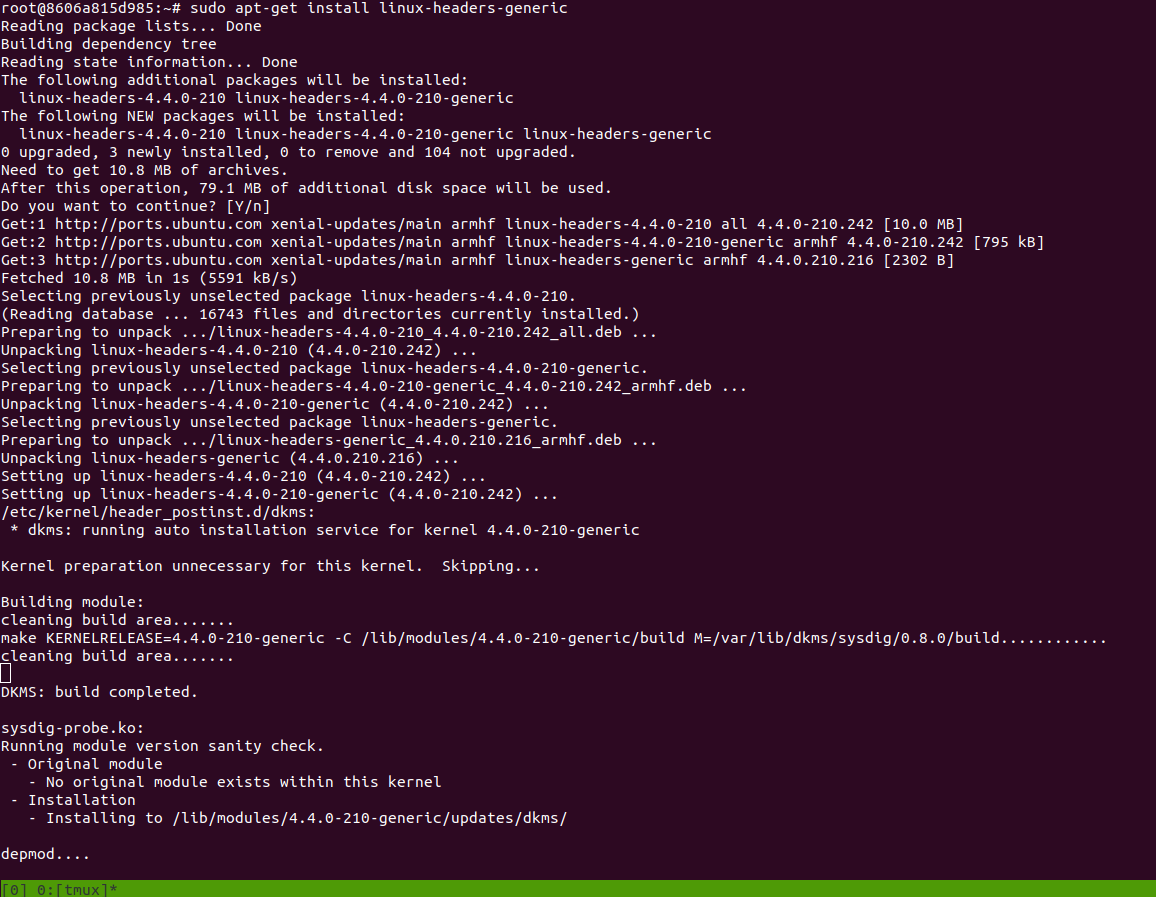 root@8606a815d985:~# sudo apt-get install linux-headers-generic
Reading package lists... Done
Building dependency tree
Reading state information... Done
The following additional packages will be installed:
  linux-headers-4.4.0-210 linux-headers-4.4.0-210-generic
The following NEW packages will be installed:
  linux-headers-4.4.0-210 linux-headers-4.4.0-210-generic linux-headers-generic
0 upgraded, 3 newly installed, 0 to remove and 104 not upgraded.
Need to get 10.8 MB of archives.
After this operation, 79.1 MB of additional disk space will be used.
Do you want to continue? [Y/n]
Get:1 http://ports.ubuntu.com xenial-updates/main armhf linux-headers-4.4.0-210 all 4.4.0-210.242 [10.0 MB]
Get:2 http://ports.ubuntu.com xenial-updates/main armhf linux-headers-4.4.0-210-generic armhf 4.4.0-210.242 [795 kB]
Get:3 http://ports.ubuntu.com xenial-updates/main armhf linux-headers-generic armhf 4.4.0.210.216 [2302 B]
Fetched 10.8 MB in 1s (5591 kB/s)
Selecting previously unselected package linux-headers-4.4.0-210.
(Reading database ... 16743 files and directories currently installed.)
Preparing to unpack .../linux-headers-4.4.0-210_4.4.0-210.242_all.deb ...
Unpacking linux-headers-4.4.0-210 (4.4.0-210.242) ...
Selecting previously unselected package linux-headers-4.4.0-210-generic.
Preparing to unpack .../linux-headers-4.4.0-210-generic_4.4.0-210.242_armhf.deb ...
Unpacking linux-headers-4.4.0-210-generic (4.4.0-210.242) ...
Selecting previously unselected package linux-headers-generic.
Preparing to unpack .../linux-headers-generic_4.4.0.210.216_armhf.deb ...
Unpacking linux-headers-generic (4.4.0.210.216) ...
Setting up linux-headers-4.4.0-210 (4.4.0-210.242) ...
Setting up linux-headers-4.4.0-210-generic (4.4.0-210.242) ...
/etc/kernel/header_postinst.d/dkms:
 * dkms: running auto installation service for kernel 4.4.0-210-generic

Kernel preparation unnecessary for this kernel.  Skipping...

Building module:
cleaning build area.......
make KERNELRELEASE=4.4.0-210-generic -C /lib/modules/4.4.0-210-generic/build M=/var/lib/dkms/sysdig/0.8.0/build............
cleaning build area.......

DKMS: build completed.

sysdig-probe.ko:
Running module version sanity check.
 - Original module
   - No original module exists within this kernel
 - Installation
   - Installing to /lib/modules/4.4.0-210-generic/updates/dkms/

depmod....
[0] 0:[tmux]*